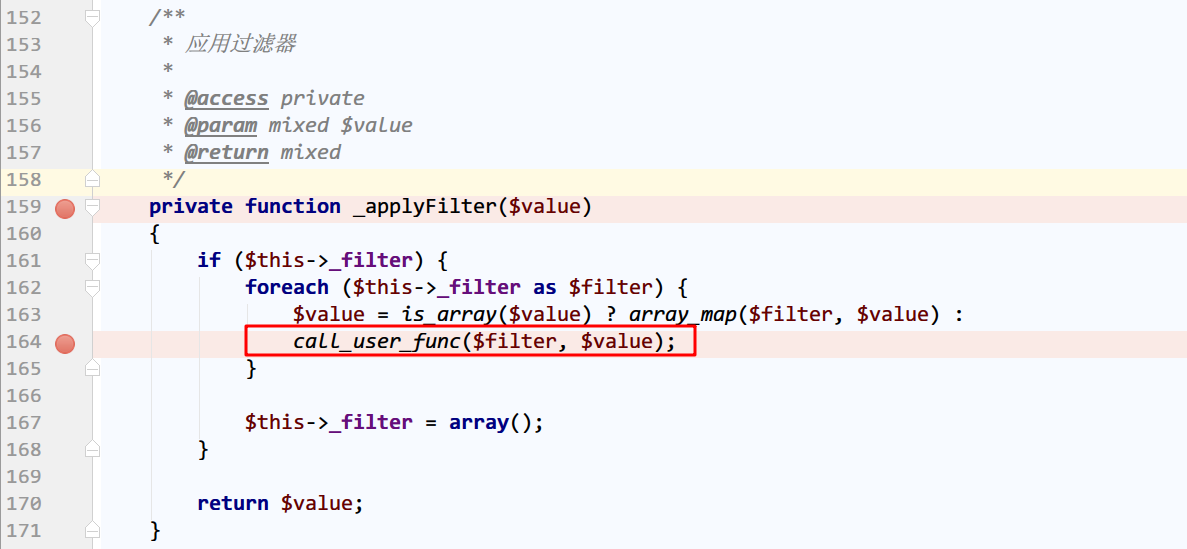 152 /**
153 * 应用过滤器
154 *
155 * @access private
156 * @param mixed $value
157 * @return mixed
158 */
159 private function _applyFilter($value)
160 {
161 if ($this->_filter) {
162 foreach ($this->_filter as $filter) {
163 $value = is_array($value) ? array_map($filter, $value) :
164 call_user_func($filter, $value);
165 }
166
167 $this->_filter = array();
168 }
169
170 return $value;
171 }